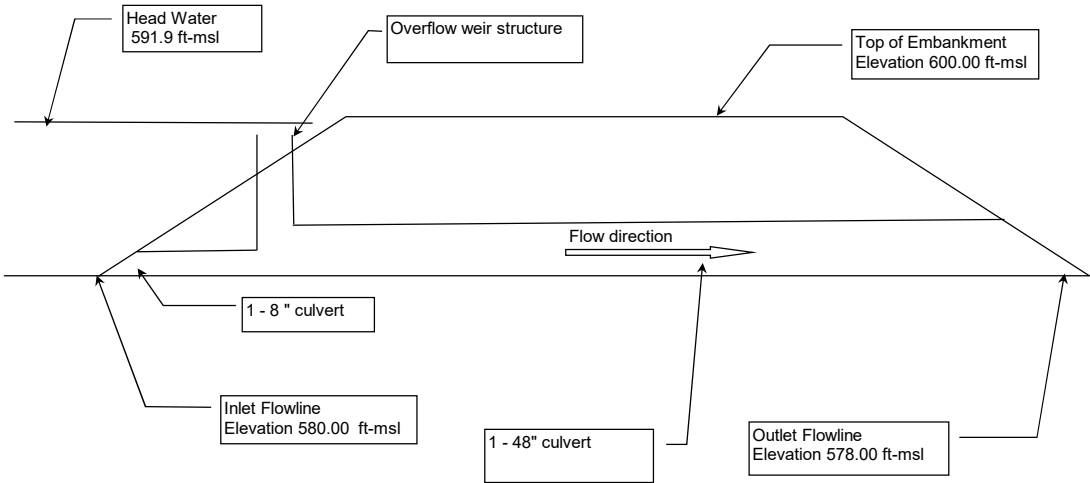 Head Water
591.9 ft-msl
Overflow weir structure
Top of Embankment
Elevation 600.00 ft-msl
Flow direction
1 - 8 " culvert
Inlet Flowline
Elevation 580.00 ft-msl
1 - 48" culvert
Outlet Flowline
Elevation 578.00 ft-msl